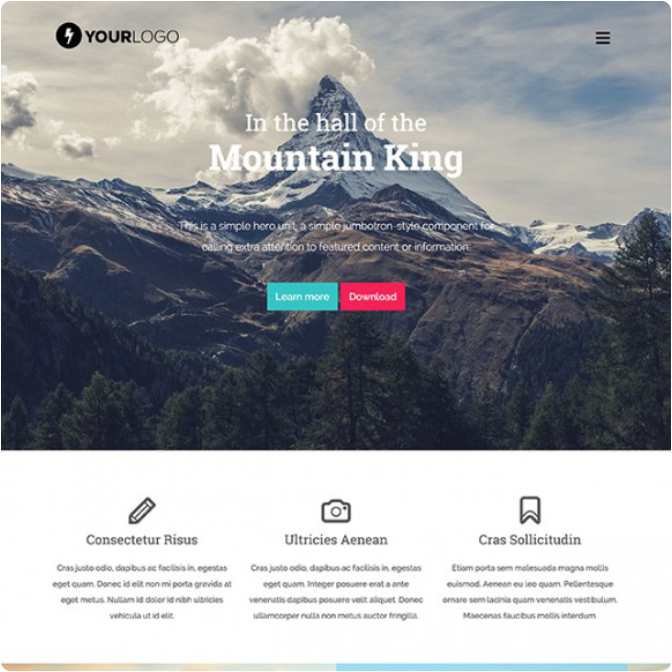 YOURLOGO
In the hall of the
Mountain King
This is a simple hero unit, a simple jumbotron-style component for
calling extra attention to featured content or information.
Learn more Download
Consectetur Risus
Cras justo odio, dapibus ac facilisis in, egestas
eget quam. Donec id elit non mi porta gravida at
eget metus. Nullam id dolor id nibh ultricies
vehicula ut id elit.
Ultricies Aenean
Cras justo odio, dapibus ac facilisis in, egestas
eget quam. Integer posuere erat a ante
venenatis dapibus posuere velit aliquet. Donec
ullamcorper nulla non metus auctor fringilla.
Cras Sollicitudin
Etiam porta sem malesuada magna mollis
euismod. Aenean eu leo quam. Pellentesque
ornare sem lacinia quam venenatis vestibulum.
Maecenas faucibus mollis interdum.